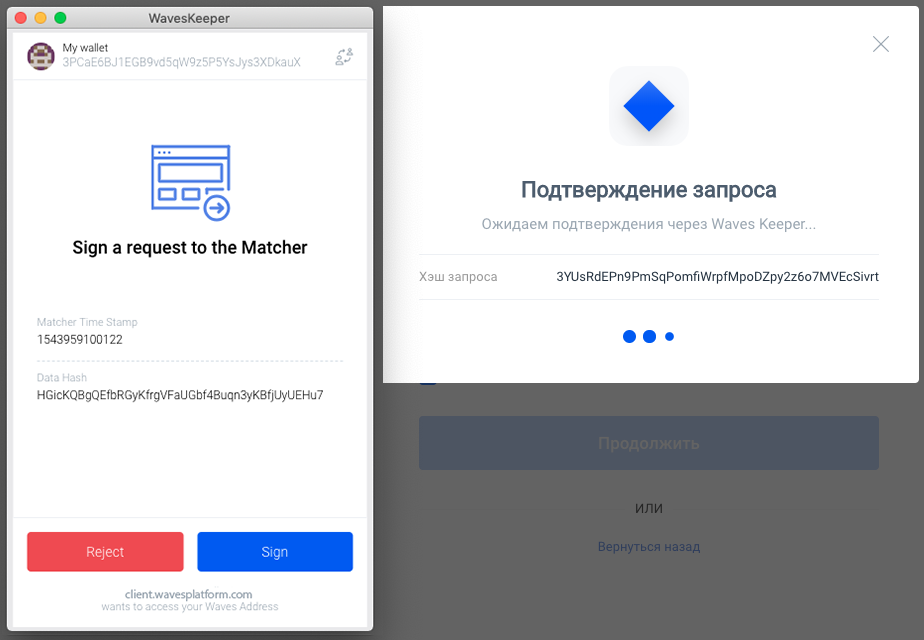 WavesKeeper
My wallet
3PCaE6BJ1EGB9vd5qW9z5P5YsJys3XDkauX
Sign a request to the Matcher
Matcher Time Stamp
1543959100122
Data Hash
HGicKQBgQEfbRGyKfrgVFaUGbf4Buqn3yKBfjUyUEHu7
Reject
Sign
client.wavesplatform.com
wants to access your Waves Address
Подтверждение запроса
Ожидаем подтверждения через Waves Keeper...
Хэш запроса
3YUsRdEPn9PmSqPomfiWrpfMpoDZpy2z6o7MVEcSivrt
Продолжить
ИЛИ
Вернуться назад